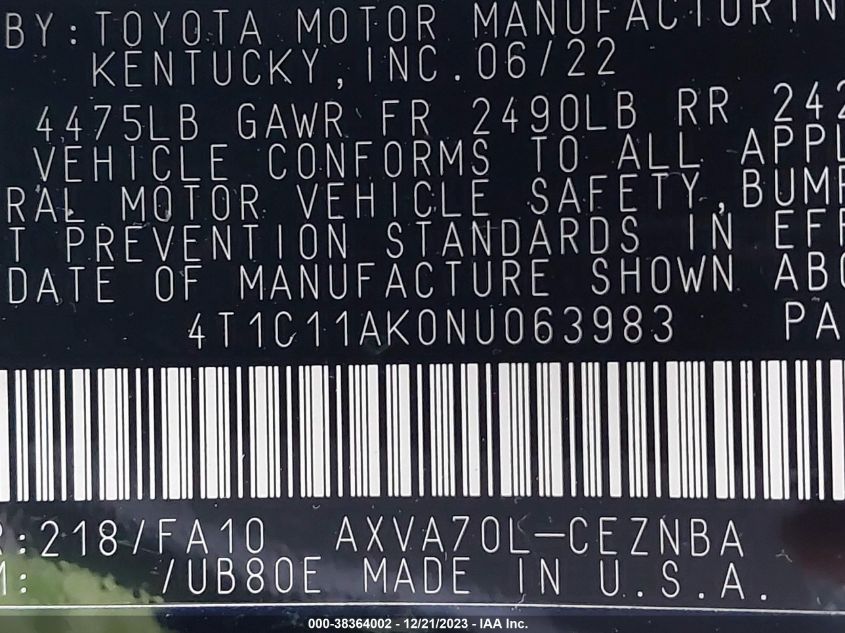 BY: TOYOTA MOTOR MANUFACTURIN
KENTUCKY, INC. 06/22
4475LB GAWR FR 2490LB RR 242
VEHICLE CONFORMS TO ALL APPL
RAL MOTOR VEHICLE SAFETY, BUMP
T PREVENTION STANDARDS IN EFF
DATE OF MANUFACTURE SHOWN ABO
4T1C11AK0NU063983 PA
R:218/FA10 AXVA70L-CEZNBA
M: /UB80E MADE IN U.S.A.
000-38364002 - 12/21/2023 - IAA Inc.